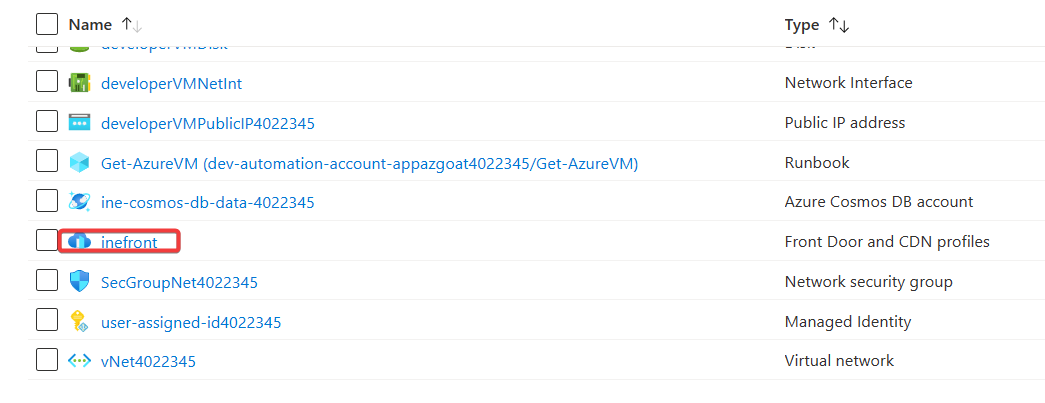 Name ↑↓ Type ↑↓
developerVMDisk Disk
developerVMNetInt Network Interface
developerVMPublicIP4022345 Public IP address
Get-AzureVM (dev-automation-account-appazgoat4022345/Get-AzureVM) Runbook
ine-cosmos-db-data-4022345 Azure Cosmos DB account
inefront Front Door and CDN profiles
SecGroupNet4022345 Network security group
user-assigned-id4022345 Managed Identity
vNet4022345 Virtual network